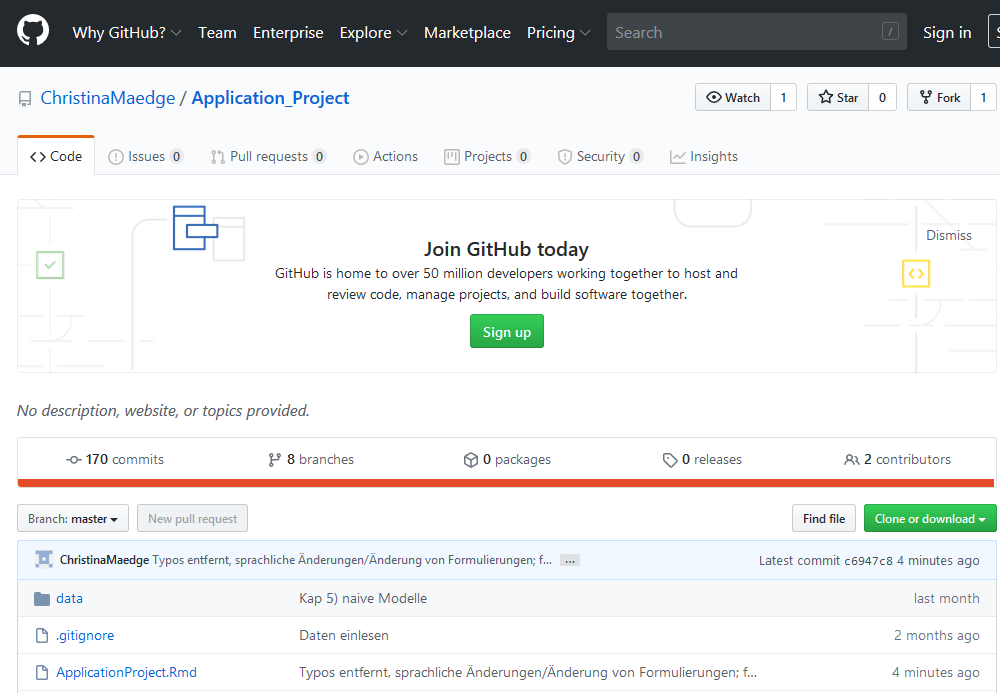 Why GitHub? Team Enterprise Explore Marketplace Pricing Search / Sign in S
ChristinaMaedge / Application_Project Watch 1 Star 0 Fork 1
Code Issues 0 Pull requests 0 Actions Projects 0 Security 0 Insights
Dismiss
Join GitHub today
GitHub is home to over 50 million developers working together to host and
review code, manage projects, and build software together.
Sign up
No description, website, or topics provided.
170 commits 8 branches 0 packages 0 releases 2 contributors
Branch: master New pull request Find file Clone or download
ChristinaMaedge Typos entfernt, sprachliche Änderungen/Änderung von Formulierungen; f... ... Latest commit c6947c8 4 minutes ago
data Kap 5) naive Modelle last month
.gitignore Daten einlesen 2 months ago
ApplicationProject.Rmd Typos entfernt, sprachliche Änderungen/Änderung von Formulierungen; f... 4 minutes ago